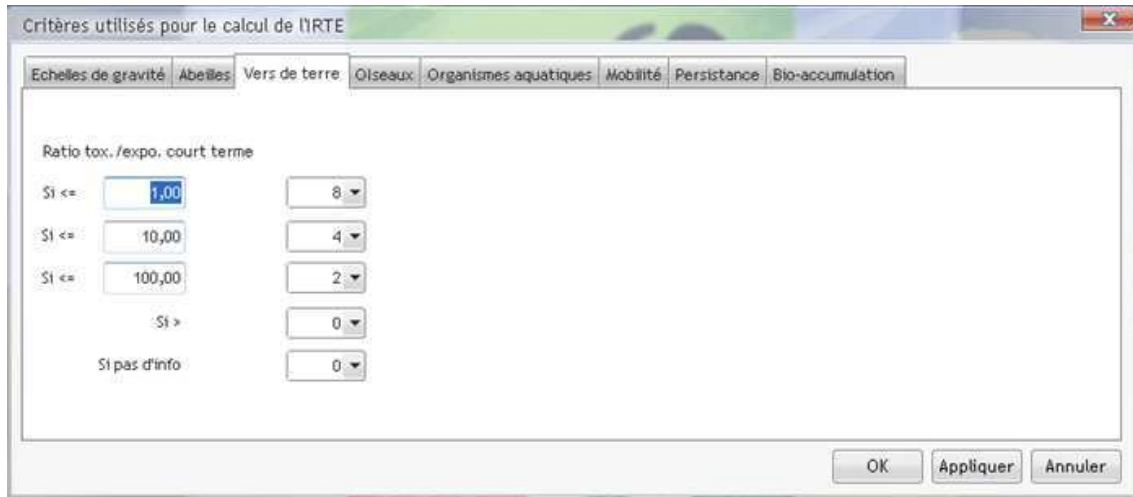 Critères utilisés pour le calcul de l'IRTE
Echelles de gravité Abeilles Vers de terre OIseaux Organismes aquatiques Mobilité Persistance Bio-accumulation
Ratio tox./expo. court terme
Si <= 1,00 8
Si <= 10,00 4
Si <= 100,00 2
Si > 0
Si pas d'info 0
OK Appliquer Annuler